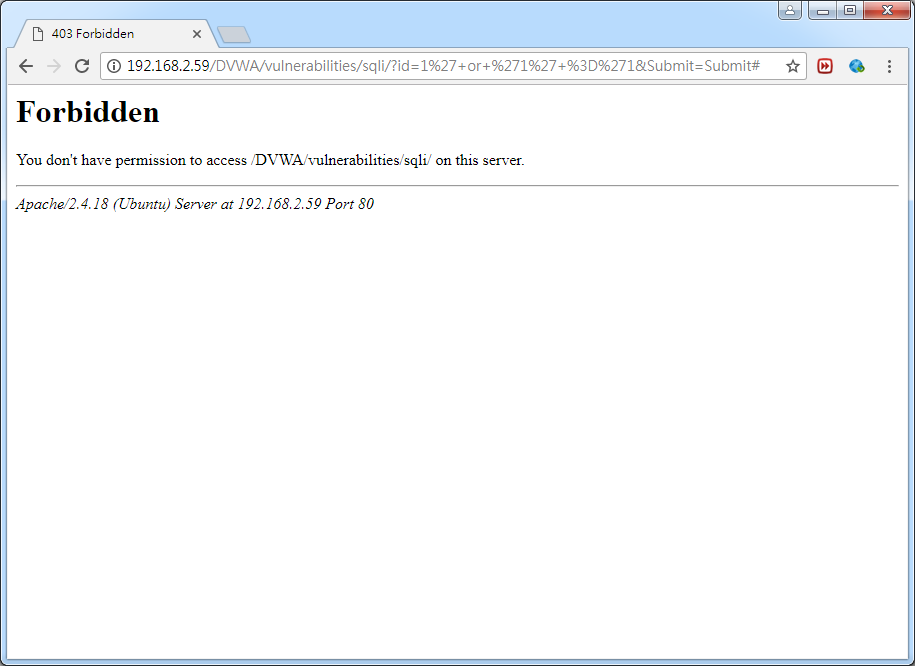 403 Forbidden
192.168.2.59/DVWA/vulnerabilities/sqli/?id=1%27+or+%271%27+%3D%271&Submit=Submit#
Forbidden
You don't have permission to access /DVWA/vulnerabilities/sqli/ on this server.
Apache/2.4.18 (Ubuntu) Server at 192.168.2.59 Port 80